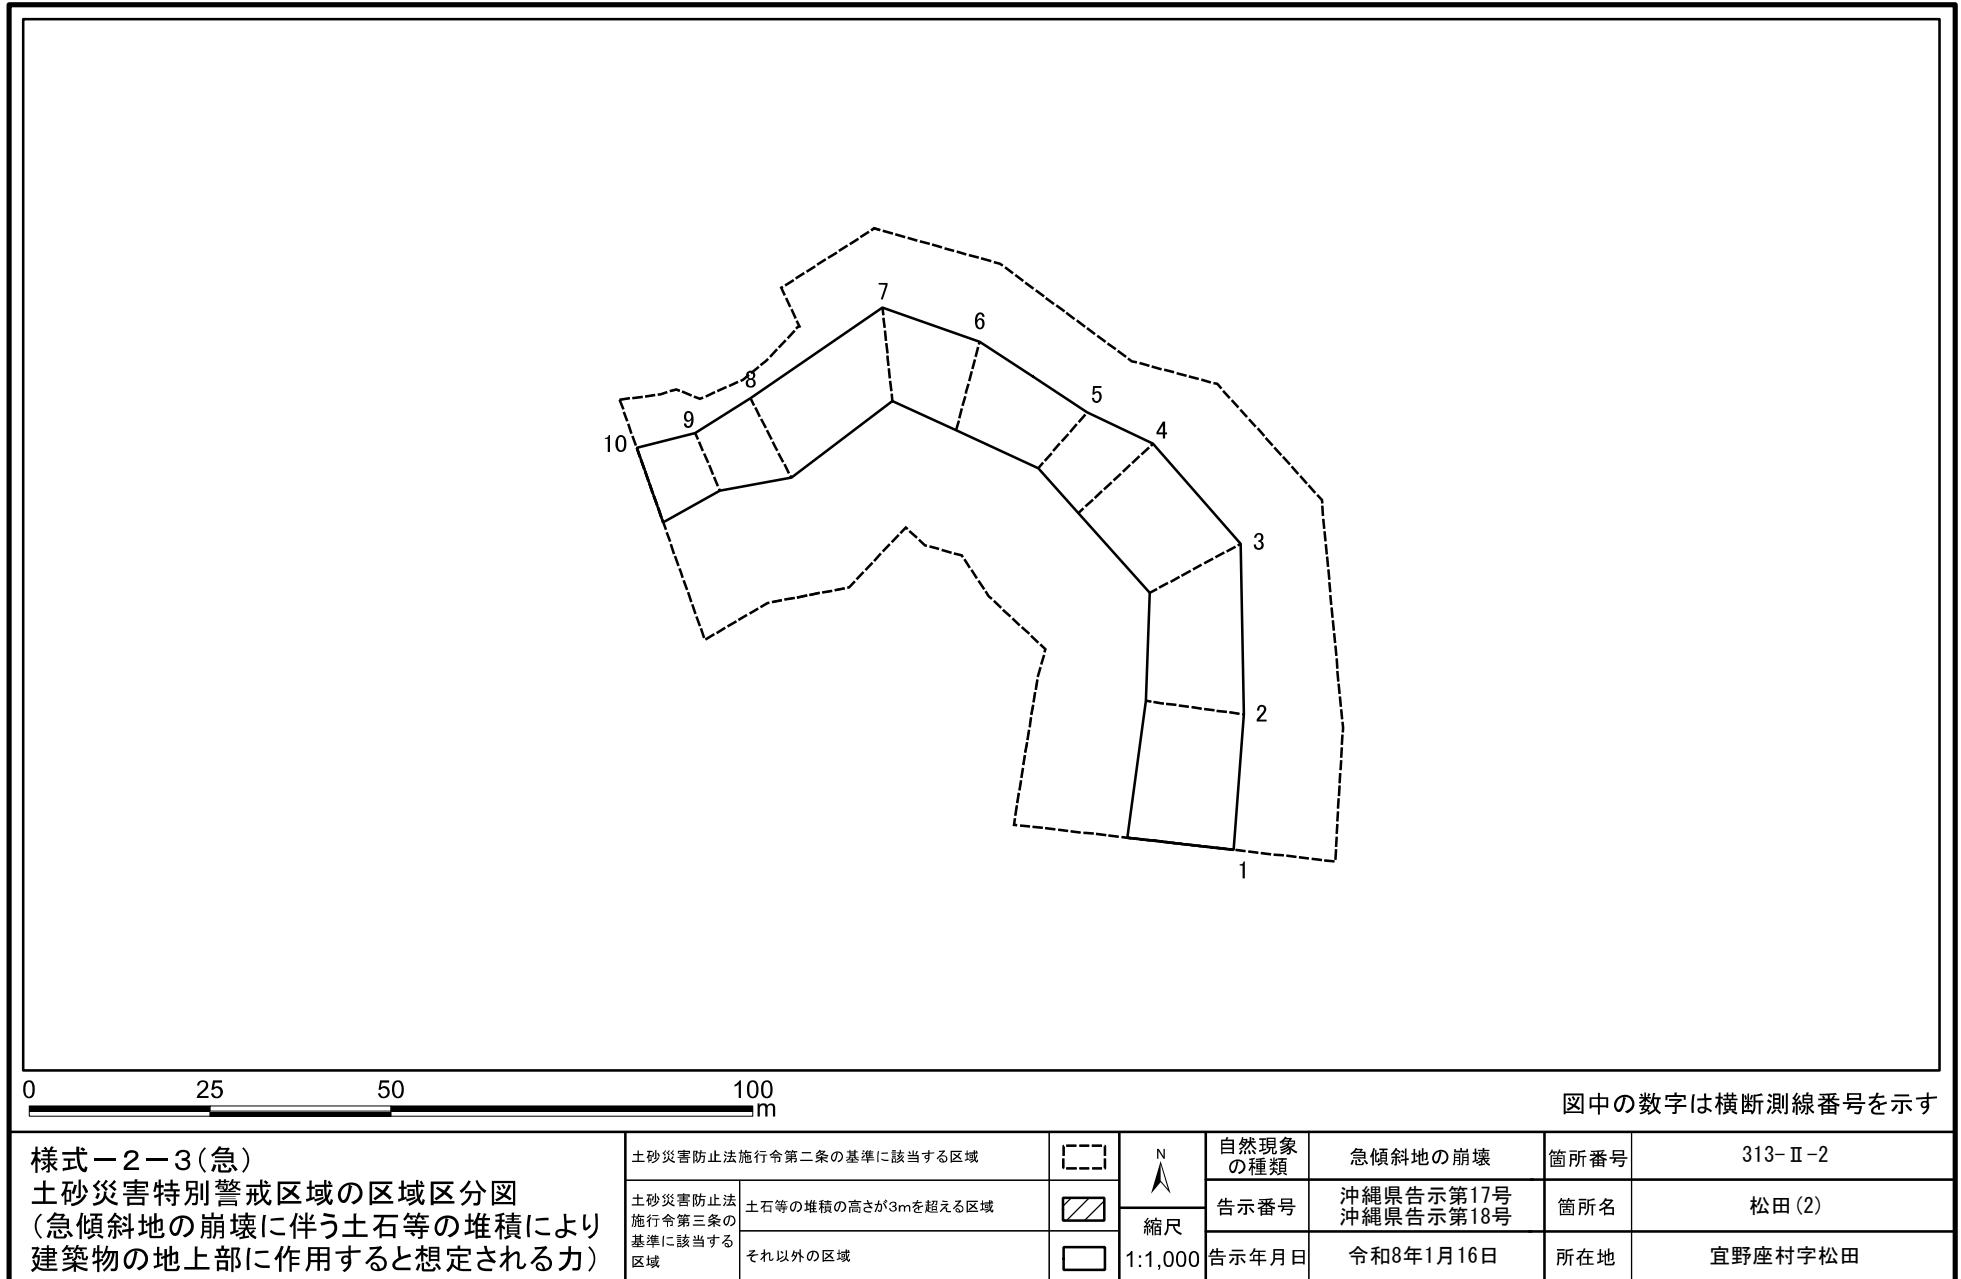 7
6
8
5
9
4
10
3
2
1
0 25 50 100
m
図中の数字は横断測線番号を示す
様式－2－3(急)
土砂災害特別警戒区域の区域区分図
(急傾斜地の崩壊に伴う土石等の堆積により
建築物の地上部に作用すると想定される力)
土砂災害防止法施行令第二条の基準に該当する区域
土砂災害防止法
施行令第三条の
基準に該当する
区域
土石等の堆積の高さが3mを超える区域
それ以外の区域
N
縮尺
1:1,000
自然現象
の種類
急傾斜地の崩壊
箇所番号
313-Ⅱ-2
告示番号
沖縄県告示第17号
沖縄県告示第18号
箇所名
松田(2)
告示年月日
令和8年1月16日
所在地
宜野座村字松田